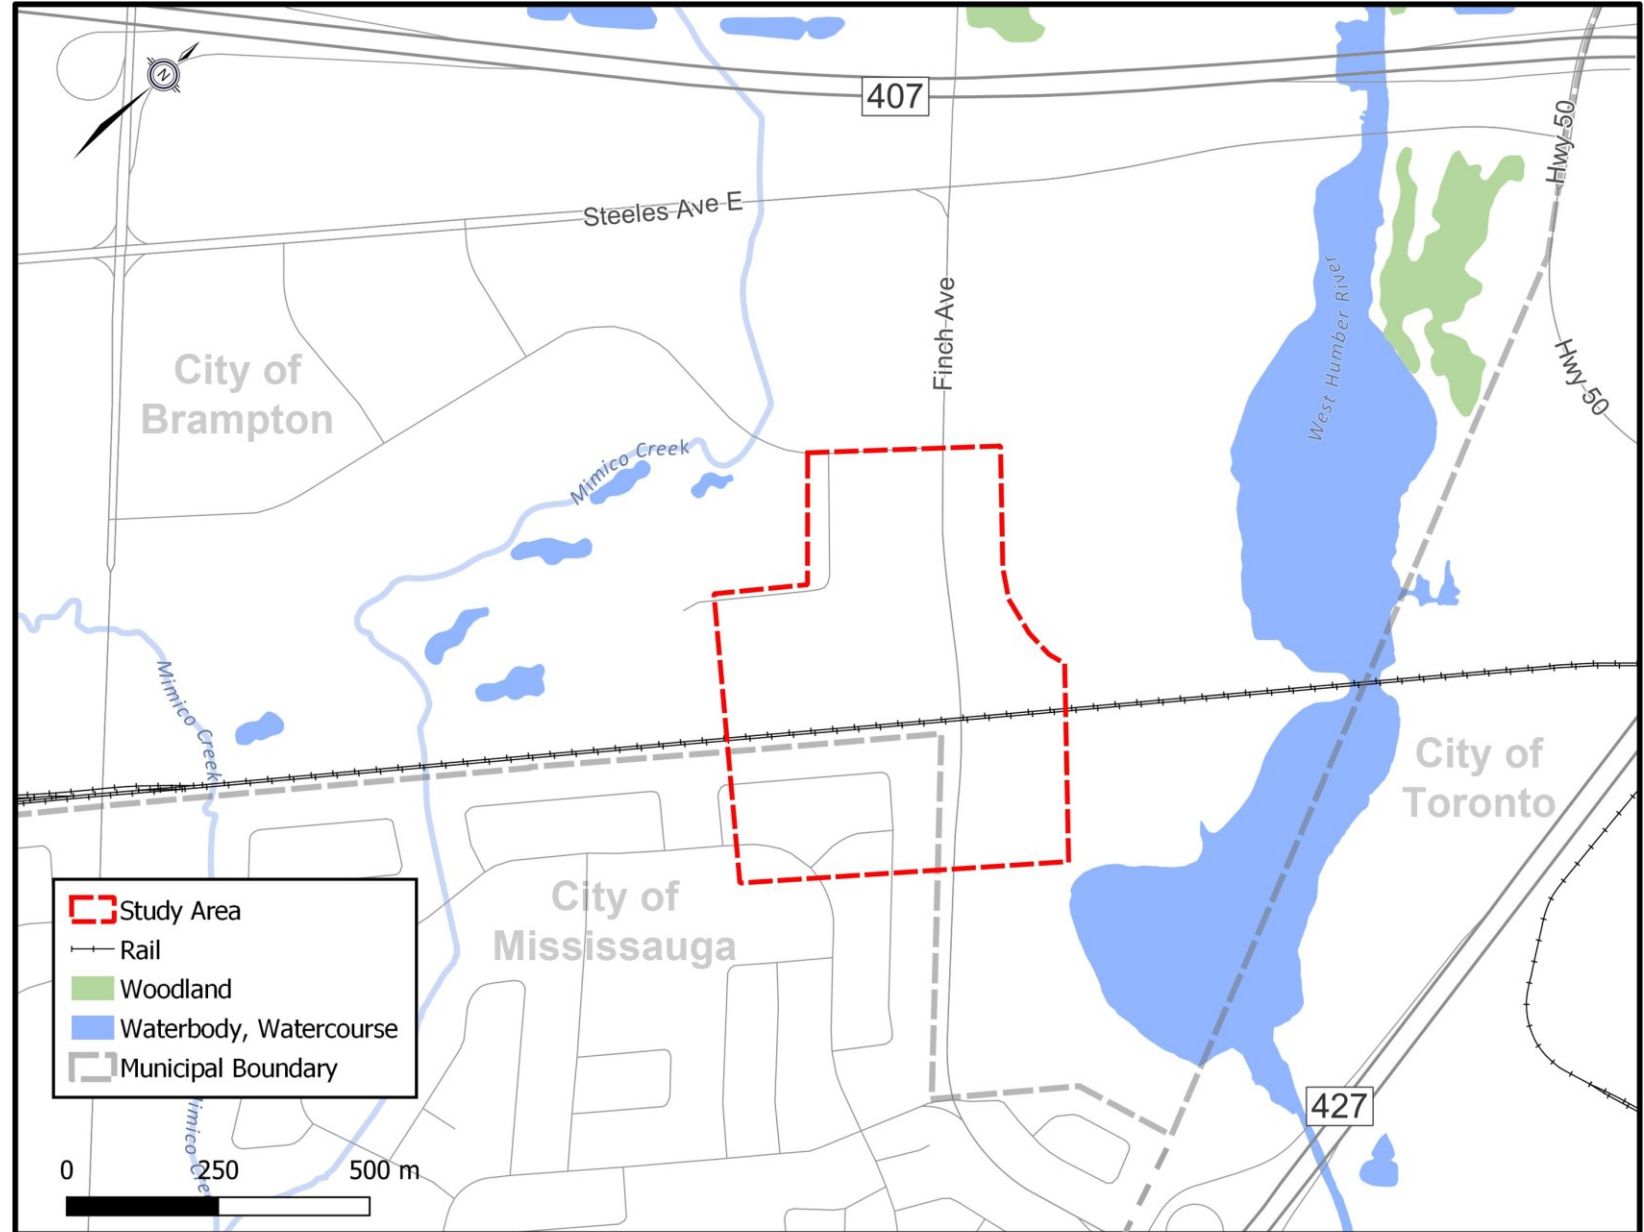 N
407
Hwy 50
Steeles Ave E
Finch Ave
West Humber River
Hwy 50
City of
Brampton
Mimico Creek
Mimico Creek
City of
Toronto
City of
Mississauga
Study Area
Rail
Woodland
Waterbody, Watercourse
Municipal Boundary
427
0 250 500 m